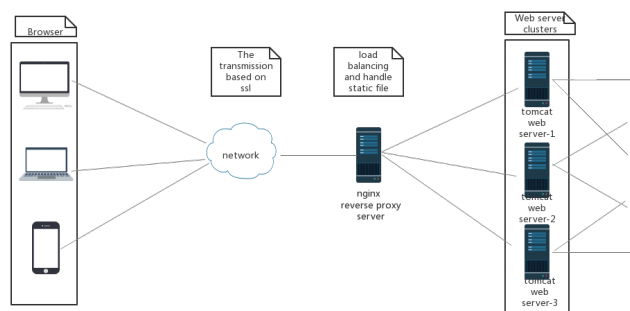 Browser
The
transmission
based on
ssl
load
balancing
and handle
static file
Web server
clusters
network
nginx
reverse proxy
server
tomcat
web
server-1
tomcat
web
server-2
tomcat
web
server-3